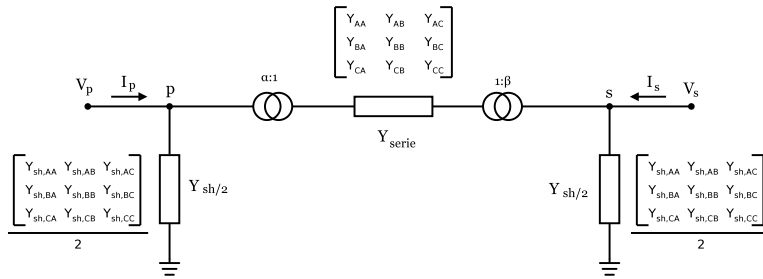 Y_AA Y_AB Y_AC
Y_BA Y_BB Y_BC
Y_CA Y_CB Y_CC
V_p I_p p α:1 1:β s I_s V_s
Y_serie
Y_sh,AA Y_sh,AB Y_sh,AC
Y_sh,BA Y_sh,BB Y_sh,BC
Y_sh,CA Y_sh,CB Y_sh,CC
2
Y_sh/2
Y_sh/2
Y_sh,AA Y_sh,AB Y_sh,AC
Y_sh,BA Y_sh,BB Y_sh,BC
Y_sh,CA Y_sh,CB Y_sh,CC
2